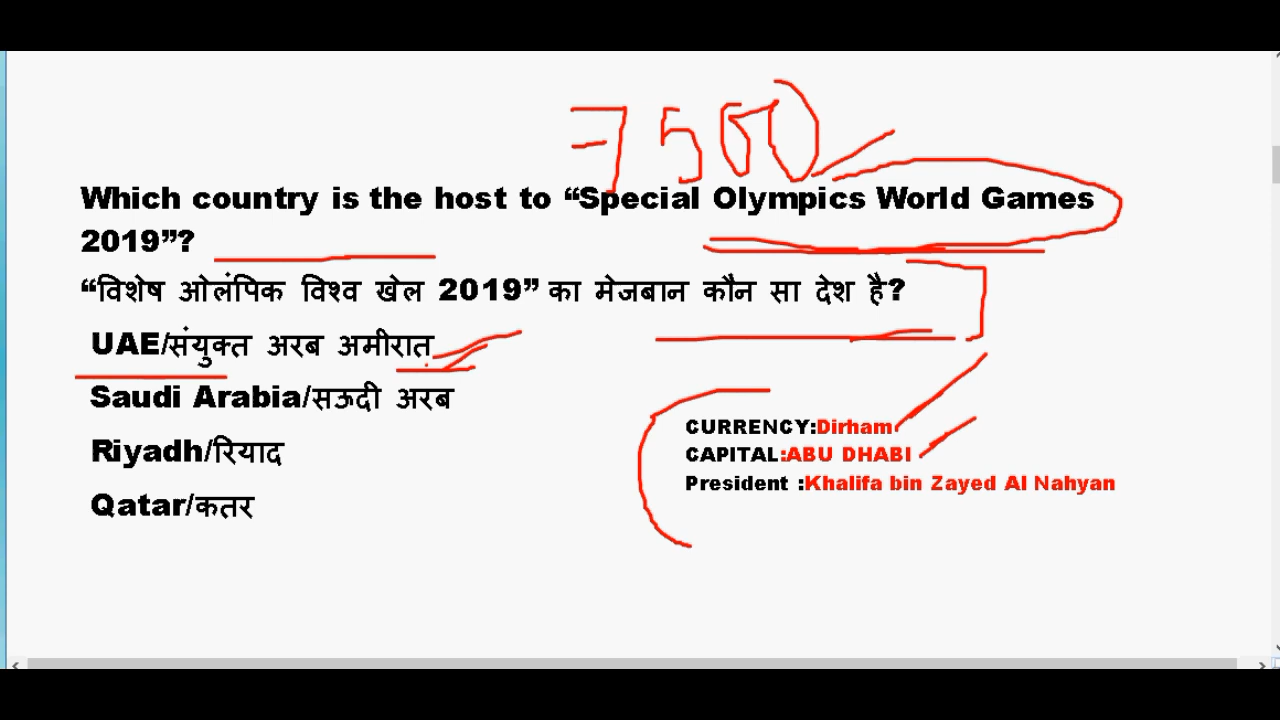 7500
Which country is the host to “Special Olympics World Games
2019”?
“विशेष ओलंपिक विश्व खेल 2019” का मेजबान कौन सा देश है?
UAE/संयुक्त अरब अमीरात
Saudi Arabia/सऊदी अरब
Riyadh/रियाद
Qatar/कतर
CURRENCY:Dirham
CAPITAL:ABU DHABI
President :Khalifa bin Zayed Al Nahyan